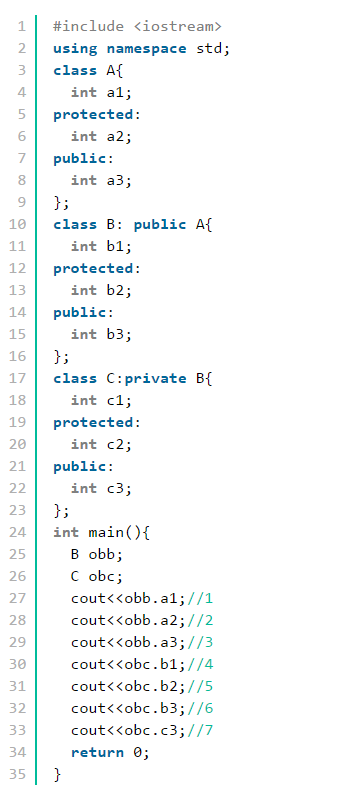 1 #include <iostream>
2 using namespace std;
3 class A{
4   int a1;
5 protected:
6   int a2;
7 public:
8   int a3;
9 };
10 class B: public A{
11   int b1;
12 protected:
13   int b2;
14 public:
15   int b3;
16 };
17 class C:private B{
18   int c1;
19 protected:
20   int c2;
21 public:
22   int c3;
23 };
24 int main(){
25   B obb;
26   C obc;
27   cout<<obb.a1;//1
28   cout<<obb.a2;//2
29   cout<<obb.a3;//3
30   cout<<obc.b1;//4
31   cout<<obc.b2;//5
32   cout<<obc.b3;//6
33   cout<<obc.c3;//7
34   return 0;
35 }